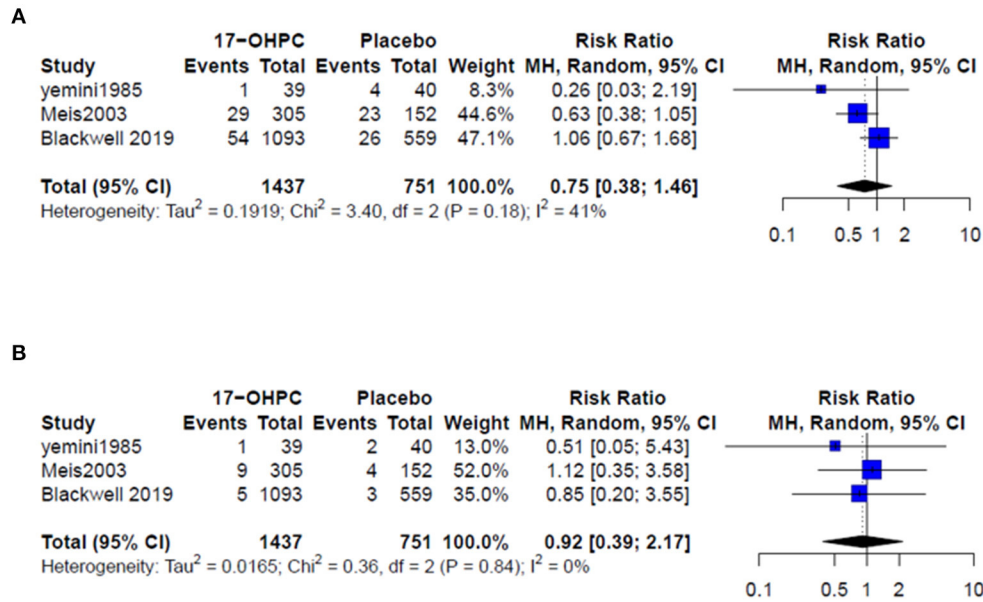 A
17−OHPC Placebo Risk Ratio Risk Ratio
Study Events Total Events Total Weight MH, Random, 95% CI MH, Random, 95% CI
yemini1985 1 39 4 40 8.3% 0.26 [0.03; 2.19]
Meis2003 29 305 23 152 44.6% 0.63 [0.38; 1.05]
Blackwell 2019 54 1093 26 559 47.1% 1.06 [0.67; 1.68]
Total (95% CI) 1437 751 100.0% 0.75 [0.38; 1.46]
Heterogeneity: Tau² = 0.1919; Chi² = 3.40, df = 2 (P = 0.18); I² = 41%
0.1 0.5 1 2 10
B
17−OHPC Placebo Risk Ratio Risk Ratio
Study Events Total Events Total Weight MH, Random, 95% CI MH, Random, 95% CI
yemini1985 1 39 2 40 13.0% 0.51 [0.05; 5.43]
Meis2003 9 305 4 152 52.0% 1.12 [0.35; 3.58]
Blackwell 2019 5 1093 3 559 35.0% 0.85 [0.20; 3.55]
Total (95% CI) 1437 751 100.0% 0.92 [0.39; 2.17]
Heterogeneity: Tau² = 0.0165; Chi² = 0.36, df = 2 (P = 0.84); I² = 0%
0.1 0.5 1 2 10